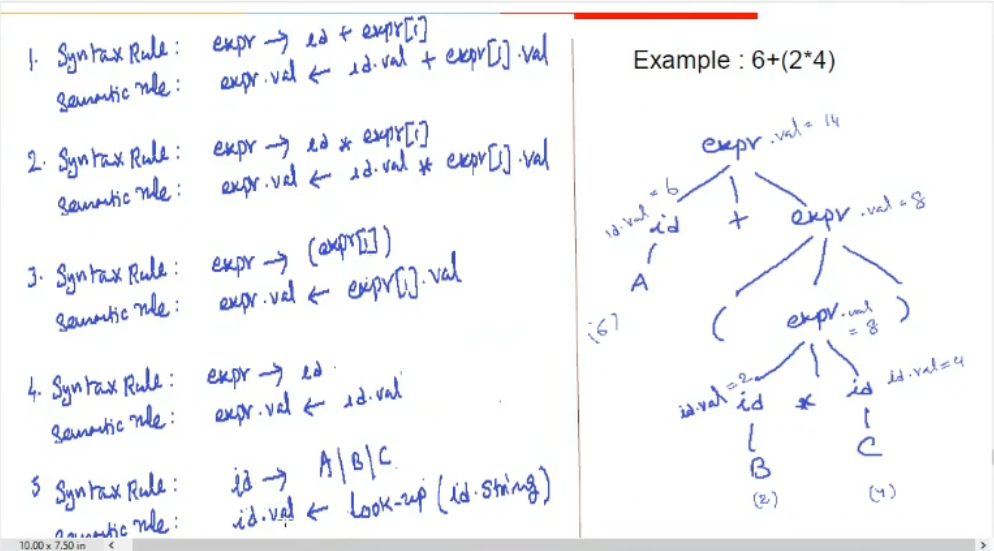 1. Syntax Rule: expr → id + expr[1]
Semantic rule: expr.val ← id.val + expr[1].val
2. Syntax Rule: expr → id * expr[1]
Semantic rule: expr.val ← id.val * expr[1].val
3. Syntax Rule: expr → (expr[1])
Semantic rule: expr.val ← expr[1].val
4. Syntax Rule: expr → id
Semantic rule: expr.val ← id.val
5 Syntax Rule: id → A|B|C
Semantic rule: id.val ← Look-up (id.string)
Example : 6+(2*4)
expr.val = 14
id.val = 6
id + expr.val = 8
A
(6)
( expr.val = 8 )
id.val=2 id * id id.val=4
B C
(2) (4)
10.00 x 7.50 in